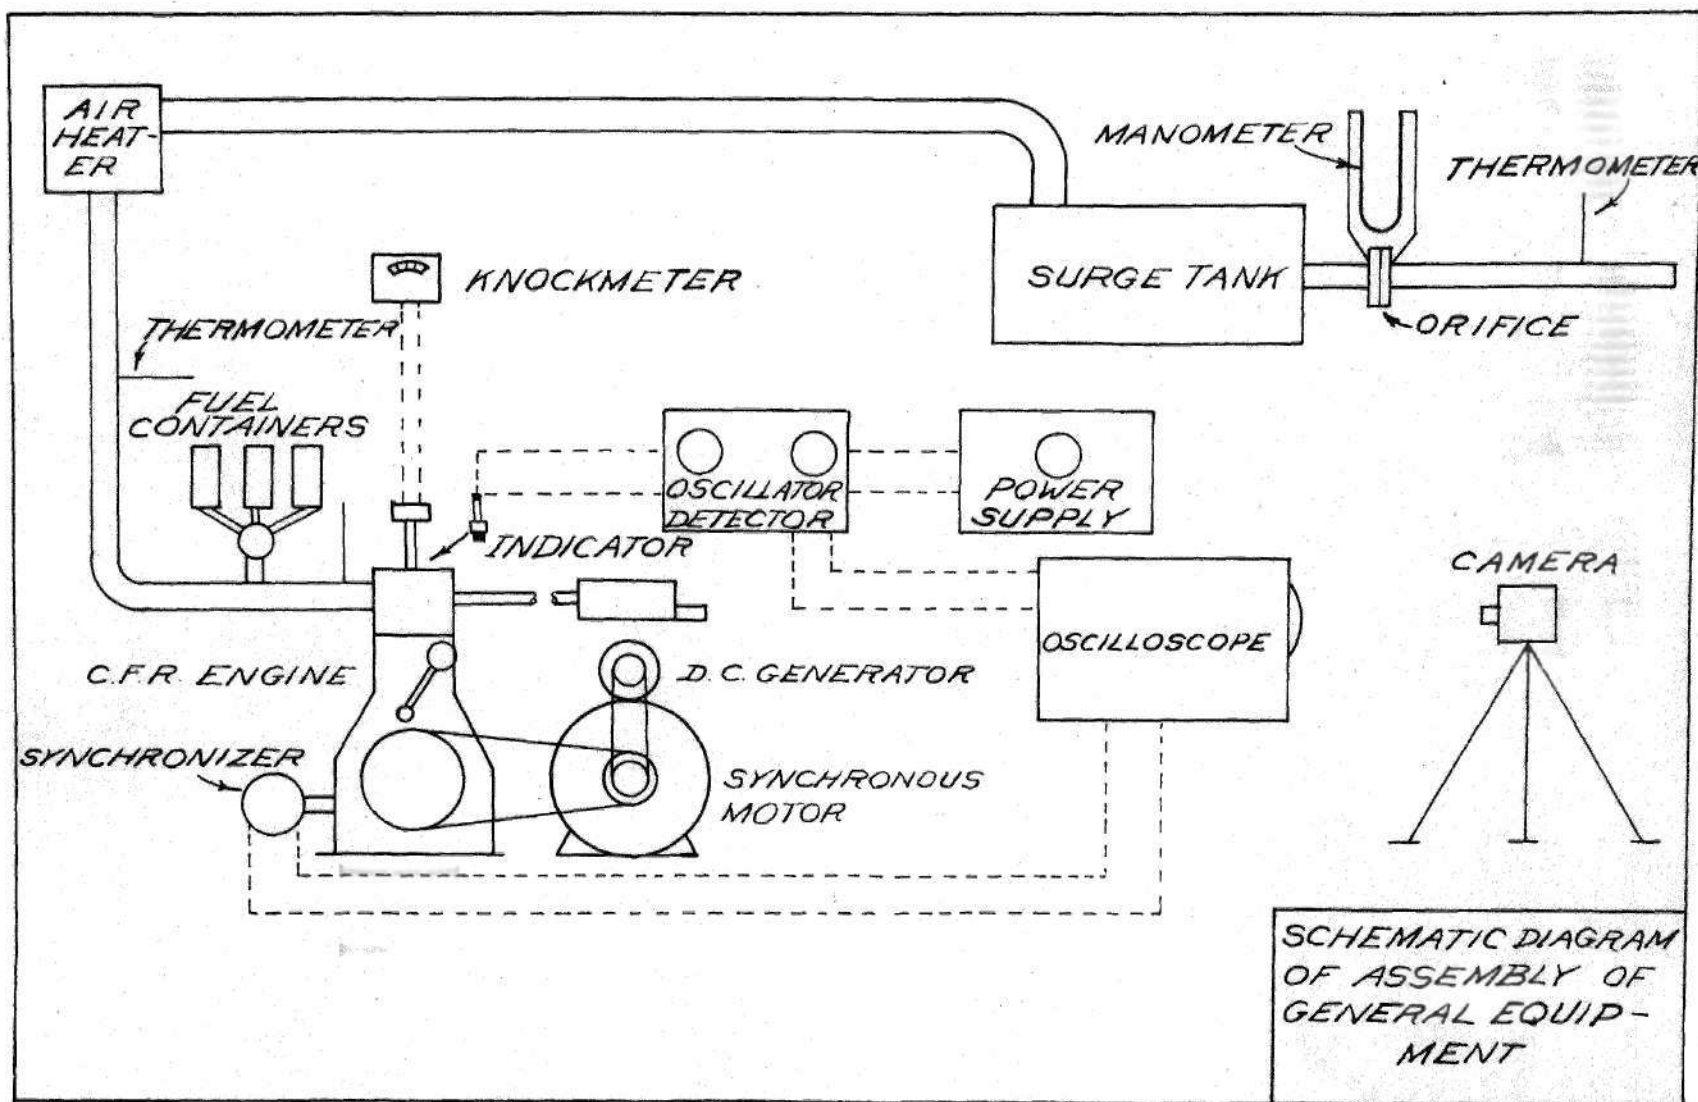 AIR
HEAT-
ER
MANOMETER
THERMOMETER
SURGE TANK
ORIFICE
KNOCKMETER
THERMOMETER
FUEL
CONTAINERS
OSCILLATOR
DETECTOR
POWER
SUPPLY
INDICATOR
CAMERA
OSCILLOSCOPE
C.F.R. ENGINE
D.C. GENERATOR
SYNCHRONIZER
SYNCHRONOUS
MOTOR
SCHEMATIC DIAGRAM
OF ASSEMBLY OF
GENERAL EQUIP-
MENT